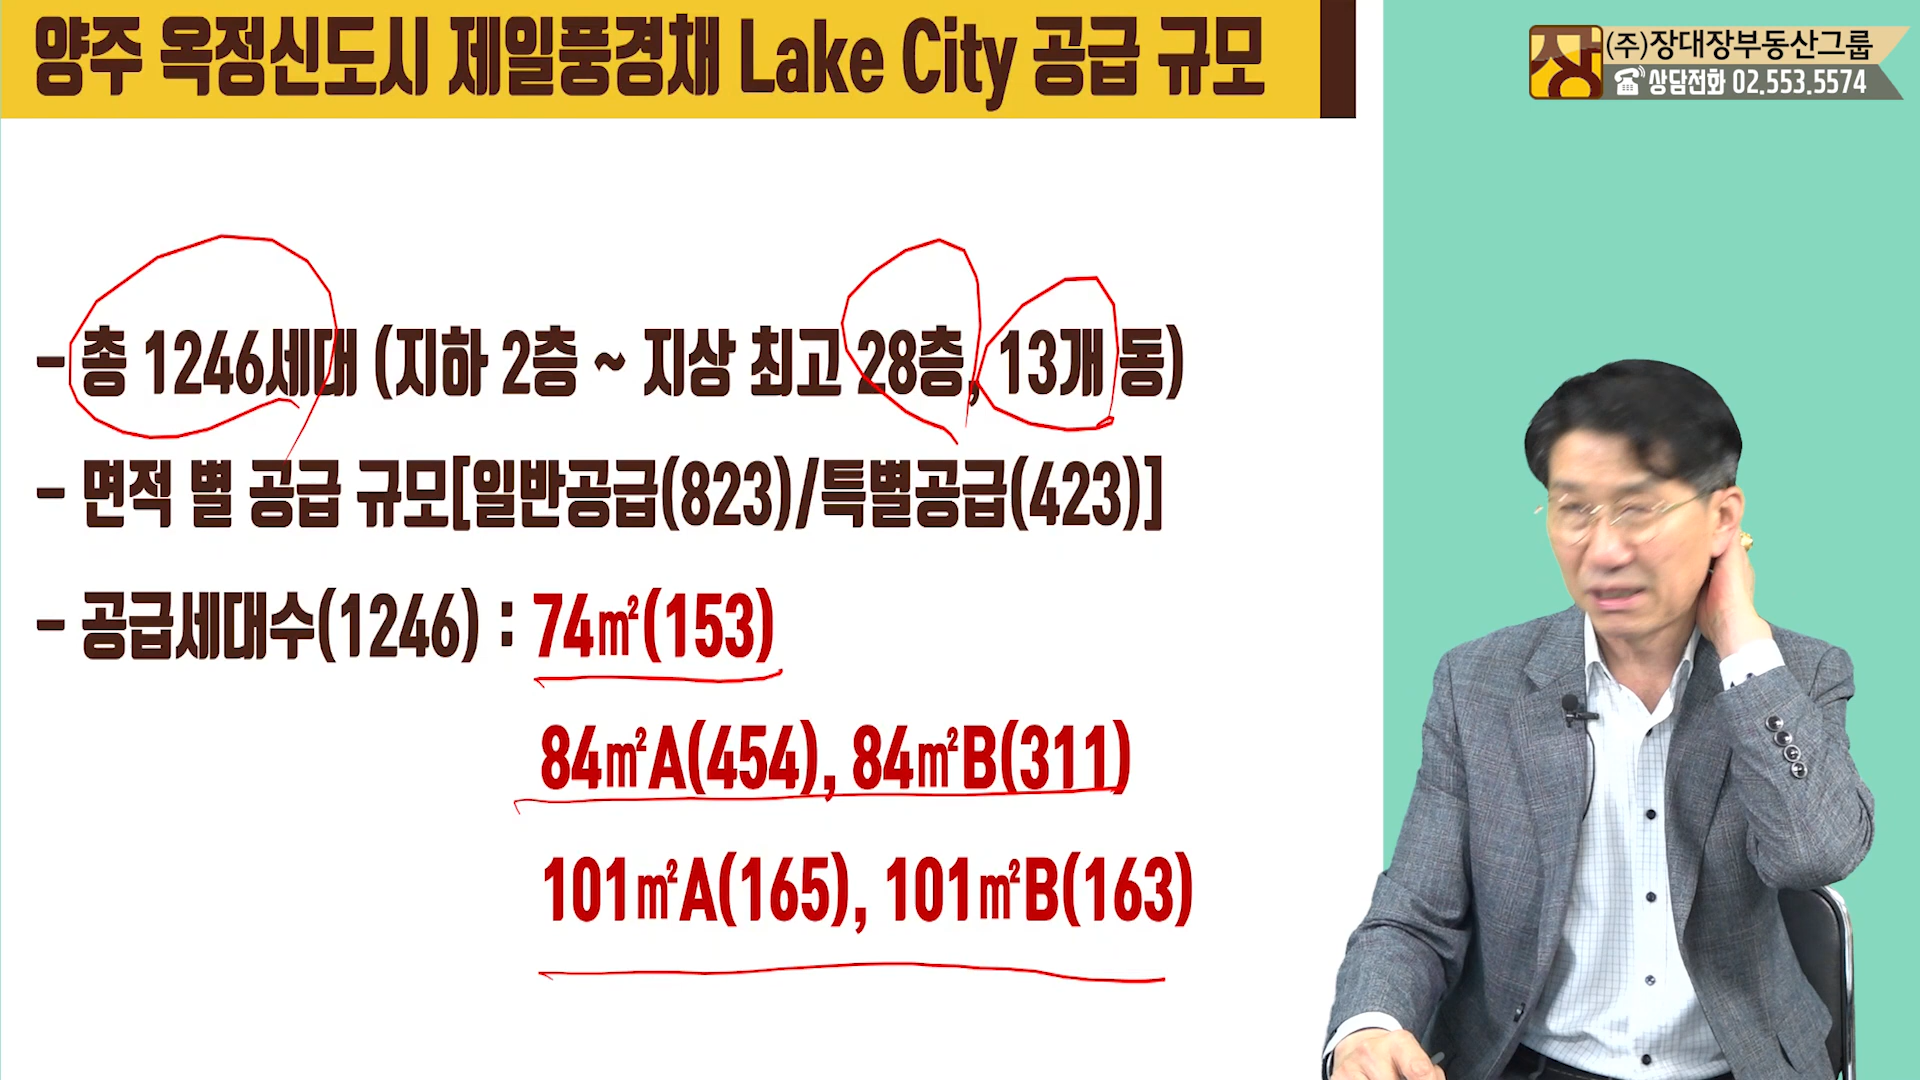 양주 옥정신도시 제일풍경채 Lake City 공급 규모
장
(주)장대장부동산그룹
☎상담전화 02.553.5574
- 총 1246세대 (지하 2층 ~ 지상 최고 28층, 13개 동)
- 면적 별 공급 규모[일반공급(823)/특별공급(423)]
- 공급세대수(1246) : 74㎡(153)
84㎡A(454), 84㎡B(311)
101㎡A(165), 101㎡B(163)